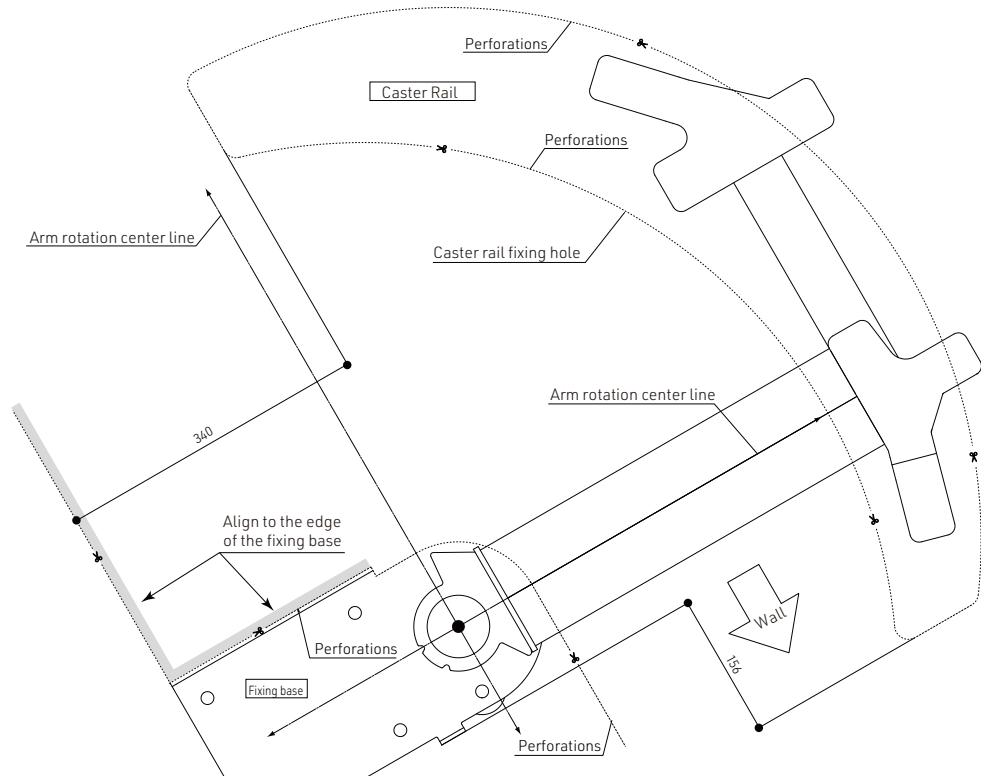 Perforations
Caster Rail
Perforations
Arm rotation center line
Caster rail fixing hole
Arm rotation center line
340
Align to the edge
of the fixing base
Wall
Perforations
156
Fixing base
Perforations